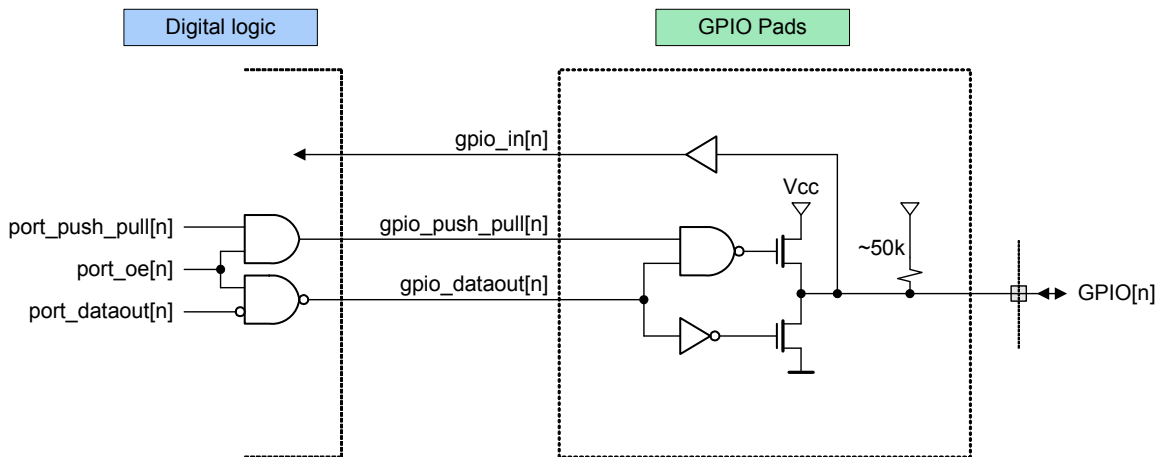 Digital logic
GPIO Pads
gpio_in[n]
Vcc
port_push_pull[n]
gpio_push_pull[n]
~50k
port_oe[n]
gpio_dataout[n]
GPIO[n]
port_dataout[n]